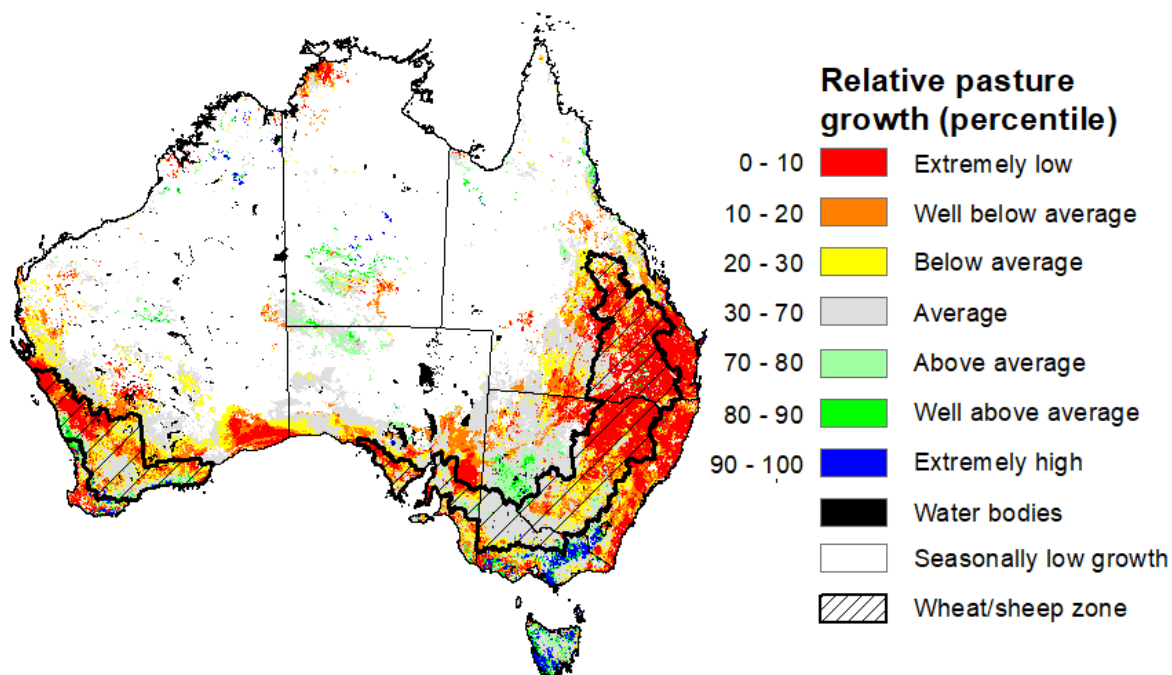 Relative pasture
growth (percentile)
0 - 10 Extremely low
10 - 20 Well below average
20 - 30 Below average
30 - 70 Average
70 - 80 Above average
80 - 90 Well above average
90 - 100 Extremely high
Water bodies
Seasonally low growth
Wheat/sheep zone